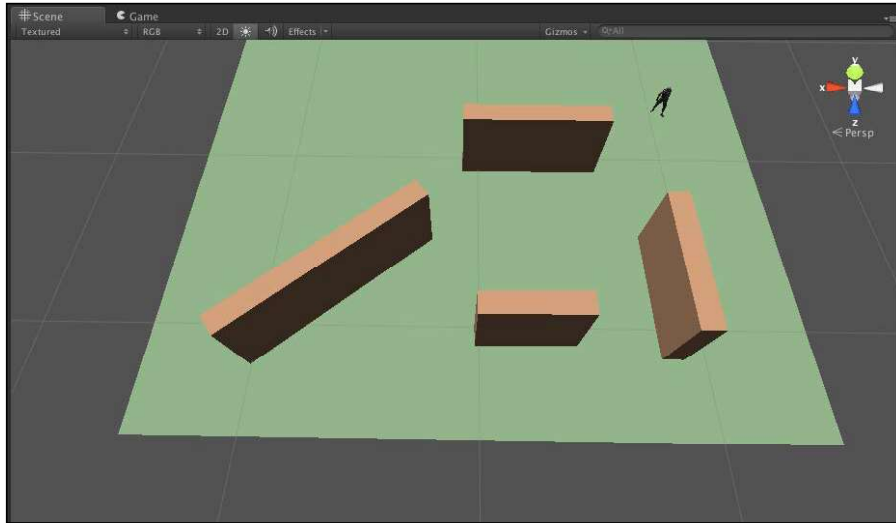 Scene Game
Textured RGB 2D Effects Gizmos All
y
x
z
Persp